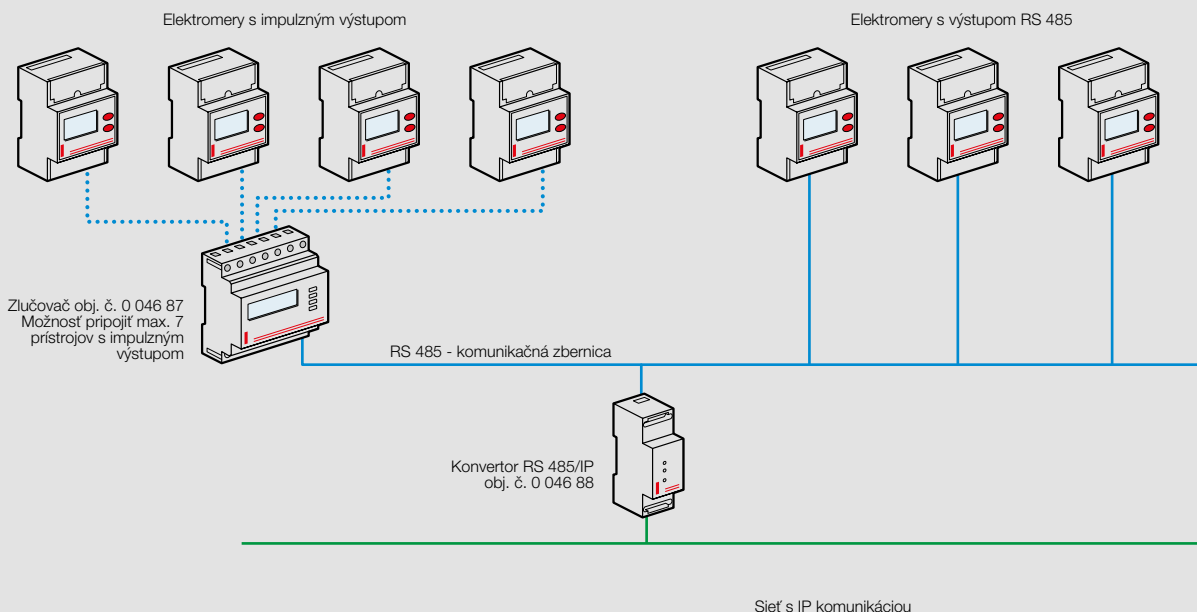 Elektromery s impulzným výstupom
Elektromery s výstupom RS 485
Zlučovač obj. č. 0 046 87
Možnosť pripojiť max. 7
prístrojov s impulzným
výstupom
RS 485 - komunikačná zbernica
Konvertor RS 485/IP
obj. č. 0 046 88
Sieť s IP komunikáciou